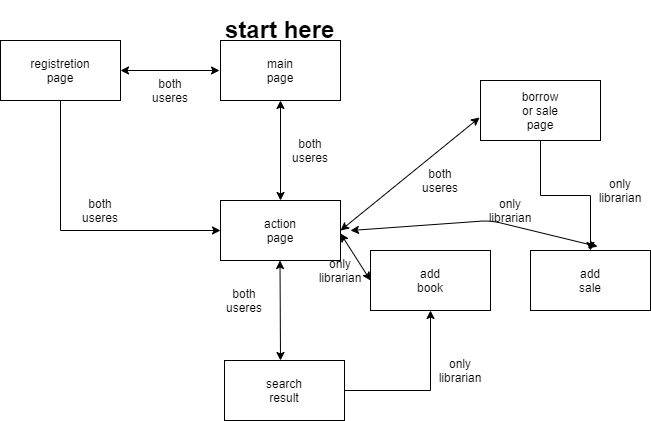 start here
registretion
page
both
useres
main
page
borrow
or sale
page
both
useres
both
useres
only
librarian
both
useres
only
librarian
action
page
only
librarian
add
book
add
sale
both
useres
search
result
only
librarian